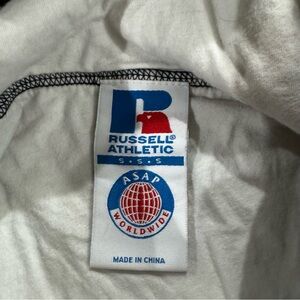 R
RUSSELL®
ATHLETIC
S • S • S
ASAP
WORLDWIDE
MADE IN CHINA